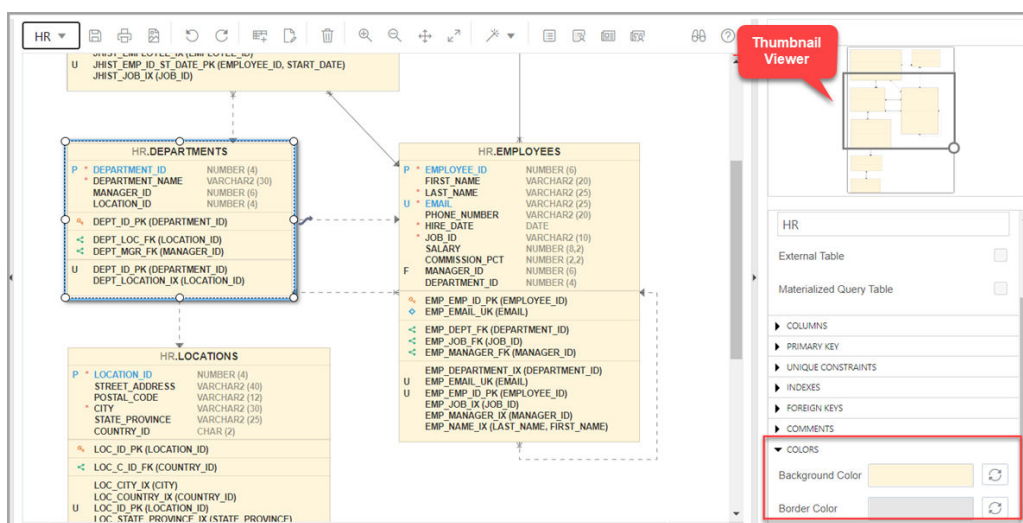 HR
Thumbnail
Viewer
JHIST_EMPLOYEE_IX (EMPLOYEE_ID)
U JHIST_EMP_ID_ST_DATE_PK (EMPLOYEE_ID, START_DATE)
JHIST_JOB_IX (JOB_ID)
HR.DEPARTMENTS
P * DEPARTMENT_ID NUMBER (4)
* DEPARTMENT_NAME VARCHAR2 (30)
MANAGER_ID NUMBER (6)
LOCATION_ID NUMBER (4)
DEPT_ID_PK (DEPARTMENT_ID)
DEPT_LOC_FK (LOCATION_ID)
DEPT_MGR_FK (MANAGER_ID)
U DEPT_ID_PK (DEPARTMENT_ID)
DEPT_LOCATION_IX (LOCATION_ID)
HR.EMPLOYEES
P * EMPLOYEE_ID NUMBER (6)
FIRST_NAME VARCHAR2 (20)
* LAST_NAME VARCHAR2 (25)
U * EMAIL VARCHAR2 (25)
PHONE_NUMBER VARCHAR2 (20)
* HIRE_DATE DATE
* JOB_ID VARCHAR2 (10)
SALARY NUMBER (8,2)
COMMISSION_PCT NUMBER (2,2)
F MANAGER_ID NUMBER (6)
DEPARTMENT_ID NUMBER (4)
EMP_EMP_ID_PK (EMPLOYEE_ID)
EMP_EMAIL_UK (EMAIL)
EMP_DEPT_FK (DEPARTMENT_ID)
EMP_JOB_FK (JOB_ID)
EMP_MANAGER_FK (MANAGER_ID)
EMP_DEPARTMENT_IX (DEPARTMENT_ID)
U EMP_EMAIL_UK (EMAIL)
U EMP_EMP_ID_PK (EMPLOYEE_ID)
EMP_JOB_IX (JOB_ID)
EMP_MANAGER_IX (MANAGER_ID)
EMP_NAME_IX (LAST_NAME, FIRST_NAME)
HR.LOCATIONS
P * LOCATION_ID NUMBER (4)
STREET_ADDRESS VARCHAR2 (40)
POSTAL_CODE VARCHAR2 (12)
* CITY VARCHAR2 (30)
STATE_PROVINCE VARCHAR2 (25)
COUNTRY_ID CHAR (2)
LOC_ID_PK (LOCATION_ID)
LOC_C_ID_FK (COUNTRY_ID)
LOC_CITY_IX (CITY)
LOC_COUNTRY_IX (COUNTRY_ID)
U LOC_ID_PK (LOCATION_ID)
LOC_STATE_PROVINCE_IX (STATE_PROVINCE)
HR
External Table
Materialized Query Table
COLUMNS
PRIMARY KEY
UNIQUE CONSTRAINTS
INDEXES
FOREIGN KEYS
COMMENTS
COLORS
Background Color
Border Color